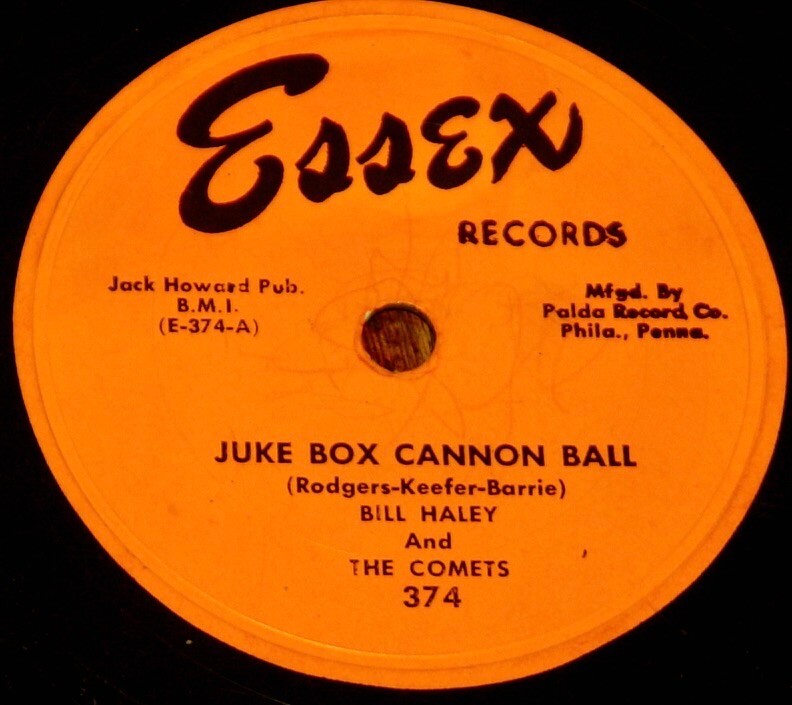 Essex
RECORDS
Jack Howard Pub.
B.M.I.
(E-374-A)
Mfgd. By
Palda Record Co.
Phila., Penna.
JUKE BOX CANNON BALL
(Rodgers-Keefer-Barrie)
BILL HALEY
And
THE COMETS
374